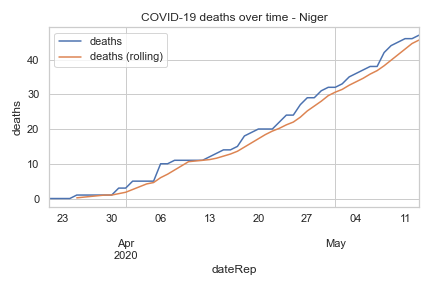 COVID-19 deaths over time - Niger
deaths
deaths (rolling)
deaths
40
30
20
10
0
23 30 06 13 20 27 04 11
Apr May
2020
dateRep